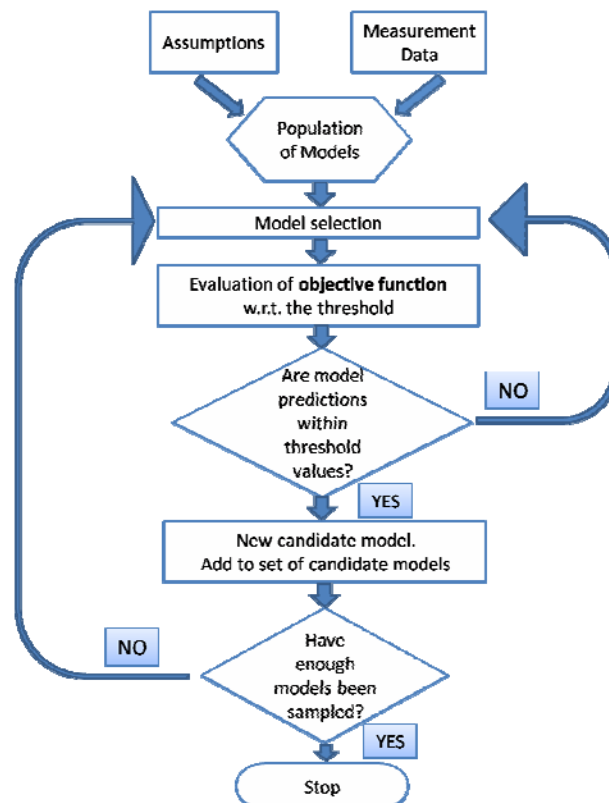 Assumptions
Measurement
Data
Population
of Models
Model selection
Evaluation of objective function
w.r.t. the threshold
Are model
predictions
within
threshold
values?
NO
YES
New candidate model.
Add to set of candidate models
NO
Have
enough
models been
sampled?
YES
Stop